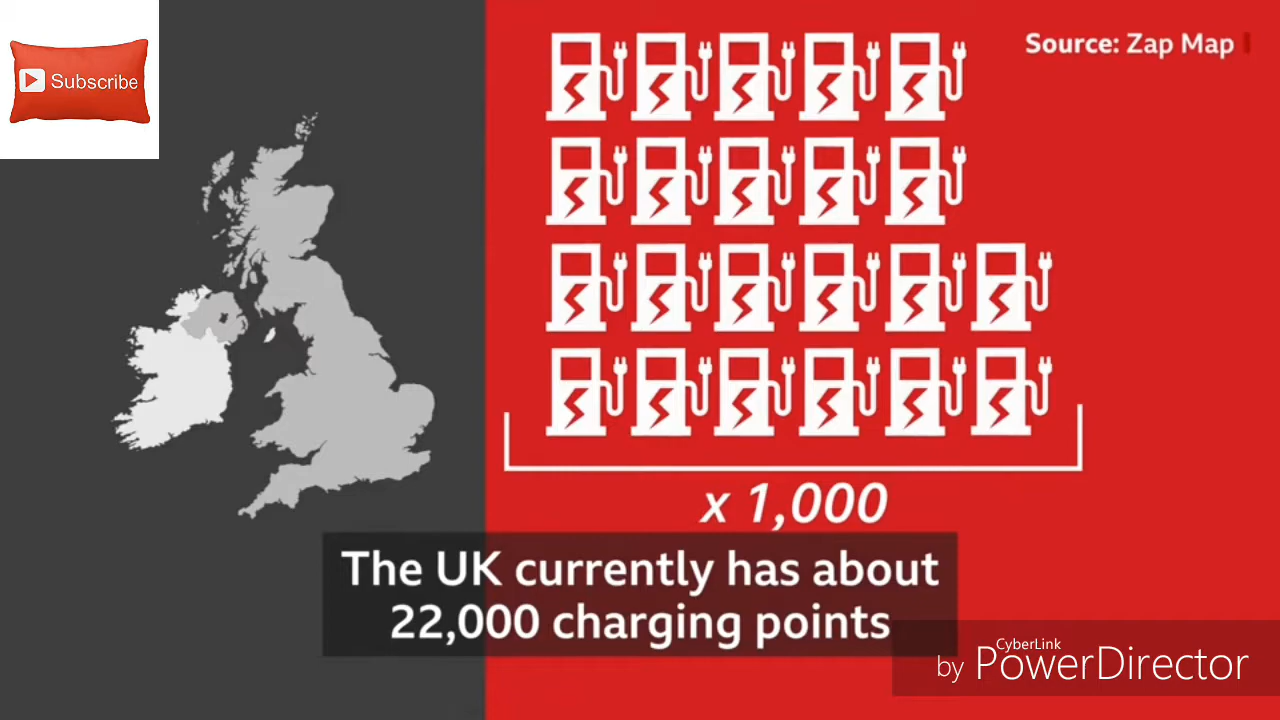 Subscribe
Source: Zap Map
x 1,000
The UK currently has about
22,000 charging points
CyberLink
by PowerDirector